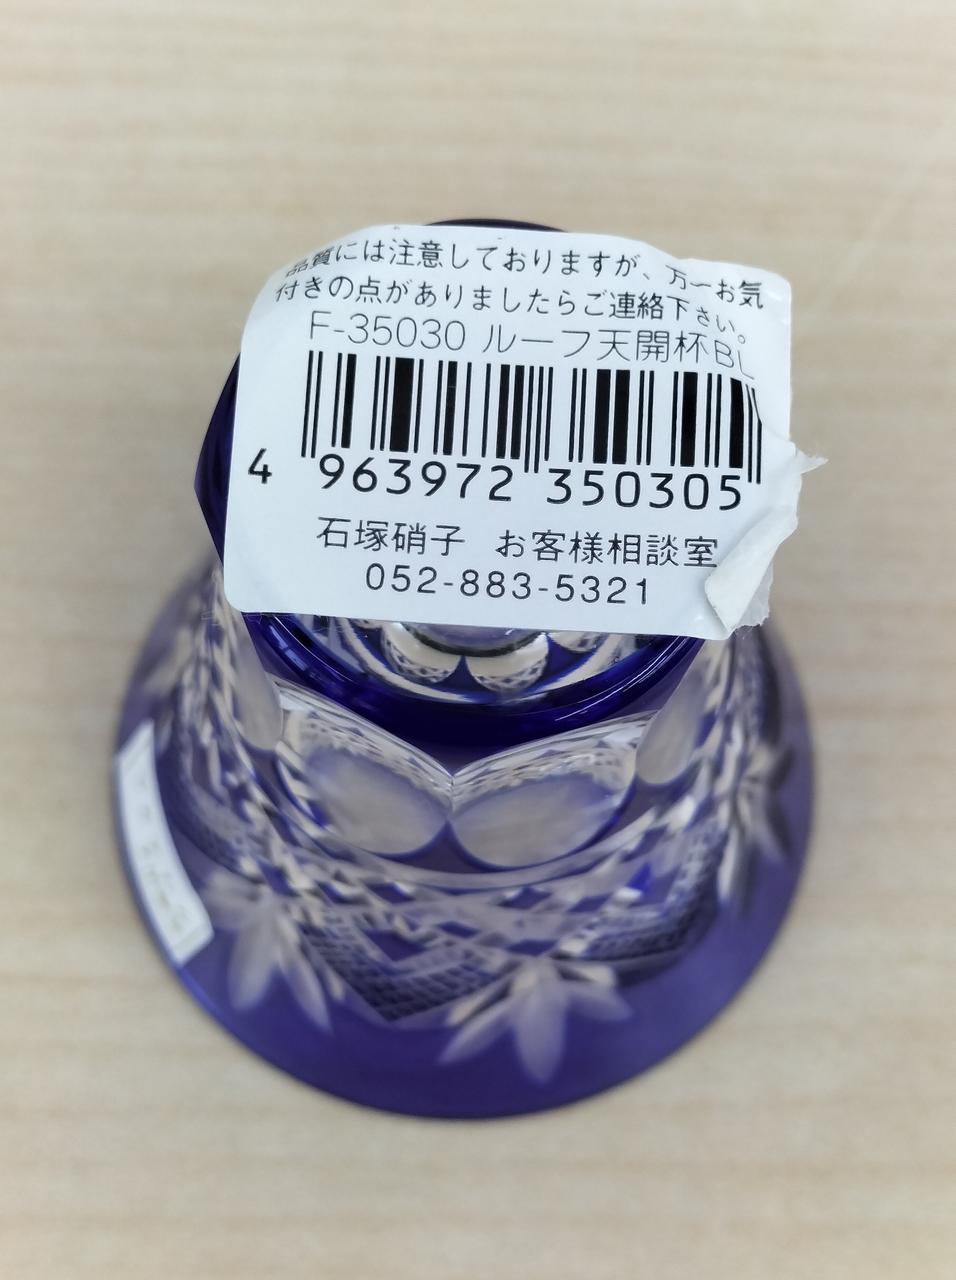 品質には注意しておりますが、万一お気
付きの点がありましたらご連絡下さい。
F-35030 ルーフ天開杯BL
4 963972 350305
石塚硝子 お客様相談室
052-883-5321